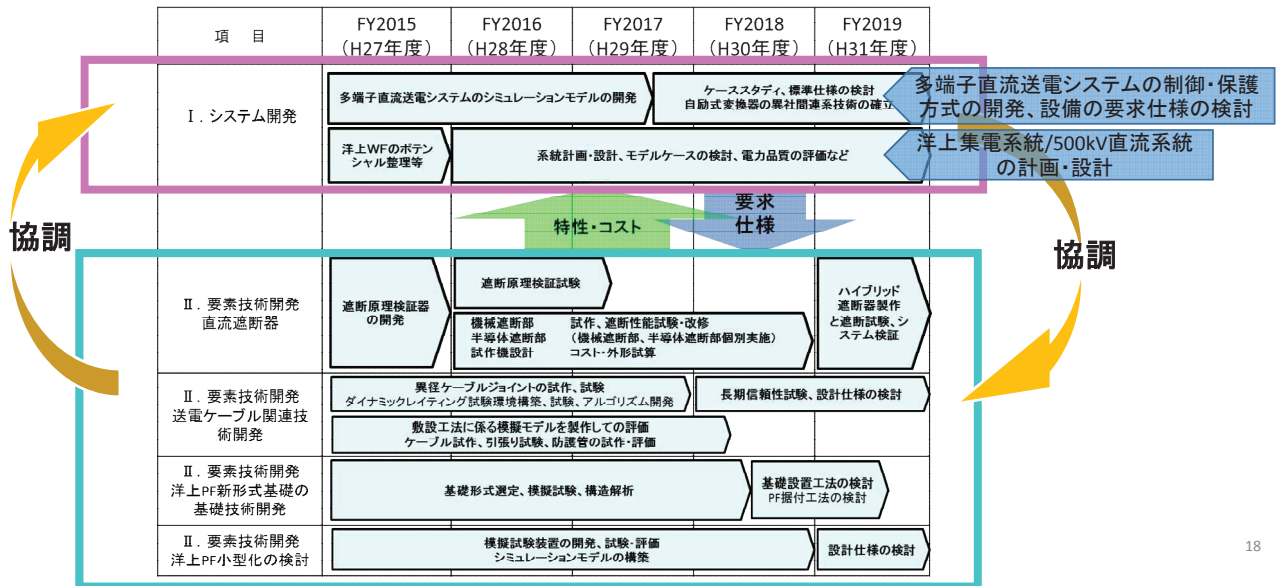 項 目
FY2015
(H27年度)
FY2016
(H28年度)
FY2017
(H29年度)
FY2018
(H30年度)
FY2019
(H31年度)
Ⅰ. システム開発
多端子直流送電システムのシミュレーションモデルの開発
ケーススタディ、標準仕様の検討
自励式変換器の異社間連系技術の確立
多端子直流送電システムの制御・保護
方式の開発、設備の要求仕様の検討
洋上WFのポテン
シャル整理等
系統計画・設計、モデルケースの検討、電力品質の評価など
洋上集電系統/500kV直流系統
の計画・設計
協調
特性・コスト
要求
仕様
協調
Ⅱ. 要素技術開発
直流遮断器
遮断原理検証器
の開発
遮断原理検証試験
機械遮断部 試作、遮断性能試験・改修
半導体遮断部 (機械遮断部、半導体遮断部個別実施)
試作機設計 コスト・外形試算
ハイブリッド
遮断器製作
と遮断試験、シ
ステム検証
Ⅱ. 要素技術開発
送電ケーブル関連技
術開発
異径ケーブルジョイントの試作、試験
ダイナミックレイティング試験環境構築、試験、アルゴリズム開発
長期信頼性試験、設計仕様の検討
敷設工法に係る模擬モデルを製作しての評価
ケーブル試作、引張り試験、防護管の試作・評価
Ⅱ. 要素技術開発
洋上PF新形式基礎の
基礎技術開発
基礎形式選定、模擬試験、構造解析
基礎設置工法の検討
PF据付工法の検討
Ⅱ. 要素技術開発
洋上PF小型化の検討
模擬試験装置の開発、試験・評価
シミュレーションモデルの構築
設計仕様の検討
18